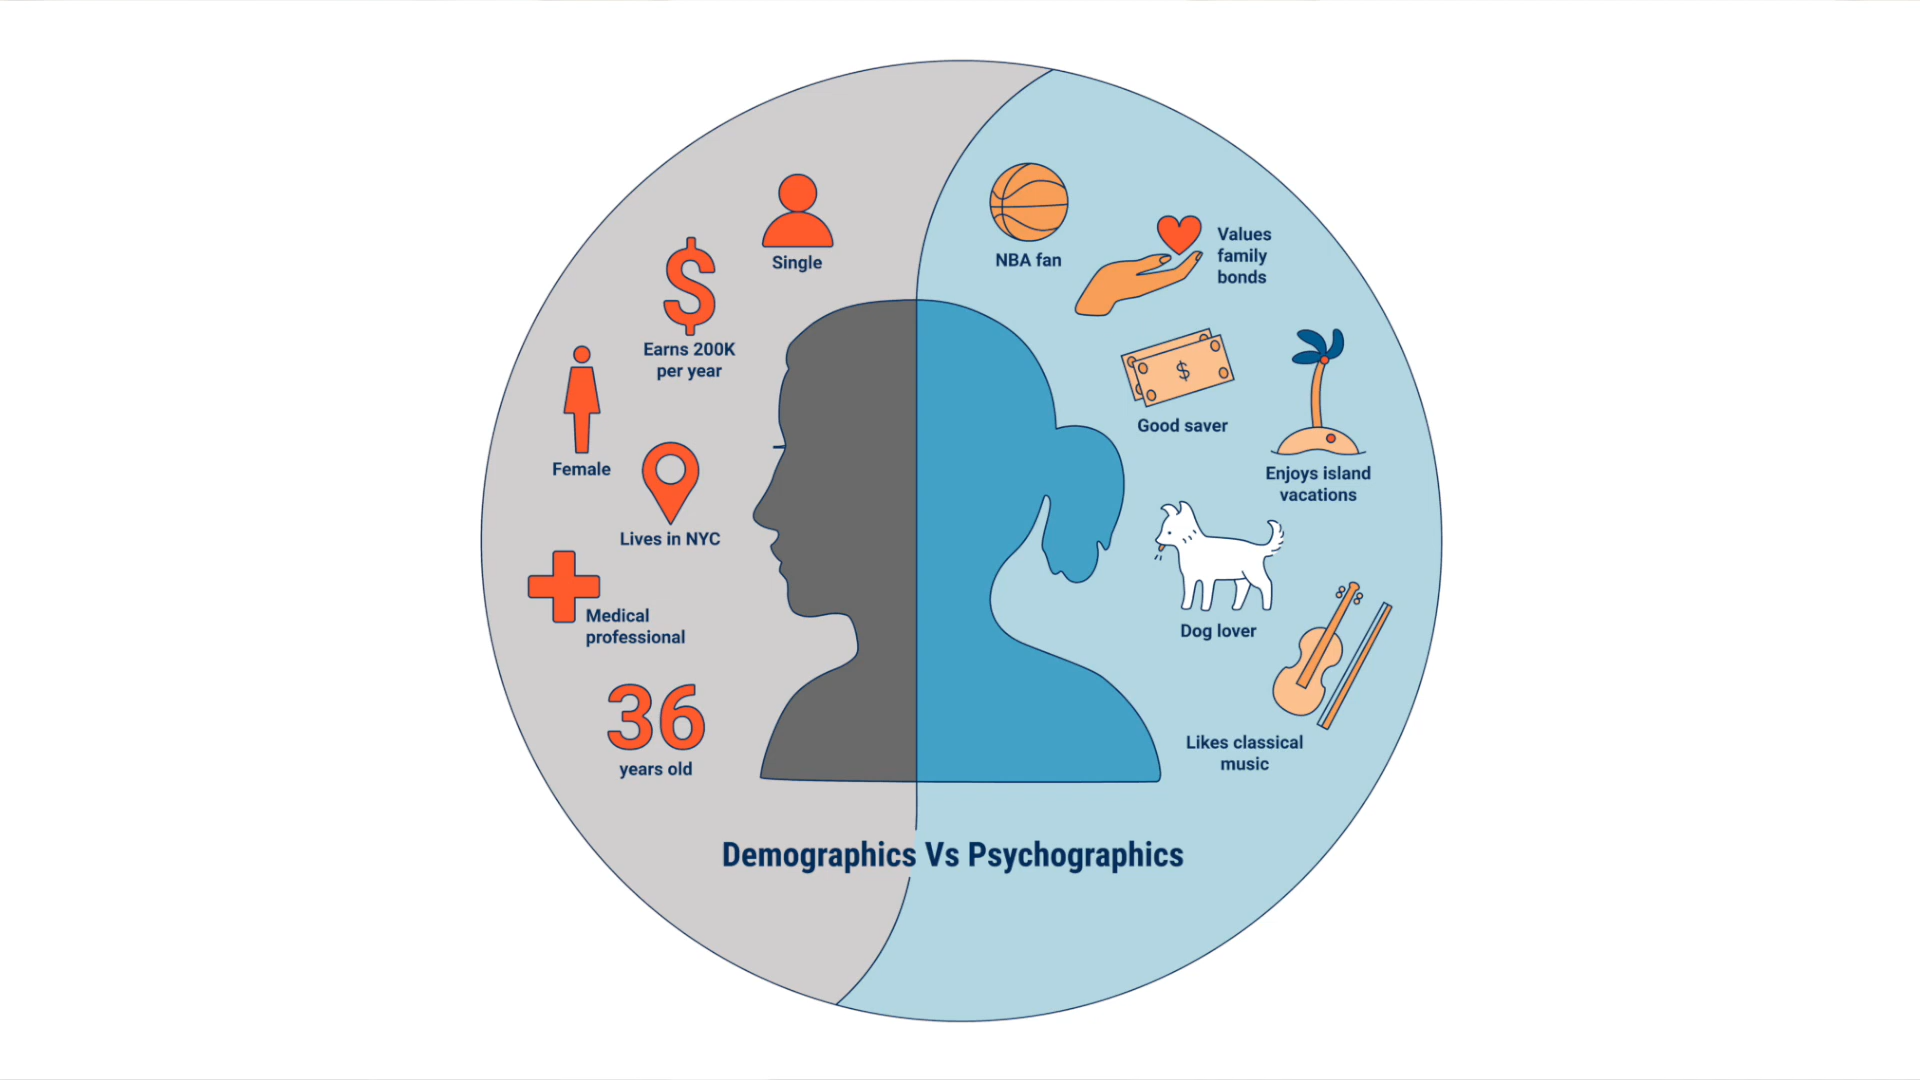 Single
$
Earns 200K
per year
Female
Lives in NYC
Medical
professional
36
years old
NBA fan
Values
family
bonds
$
Good saver
Enjoys island
vacations
Dog lover
Likes classical
music
Demographics Vs Psychographics